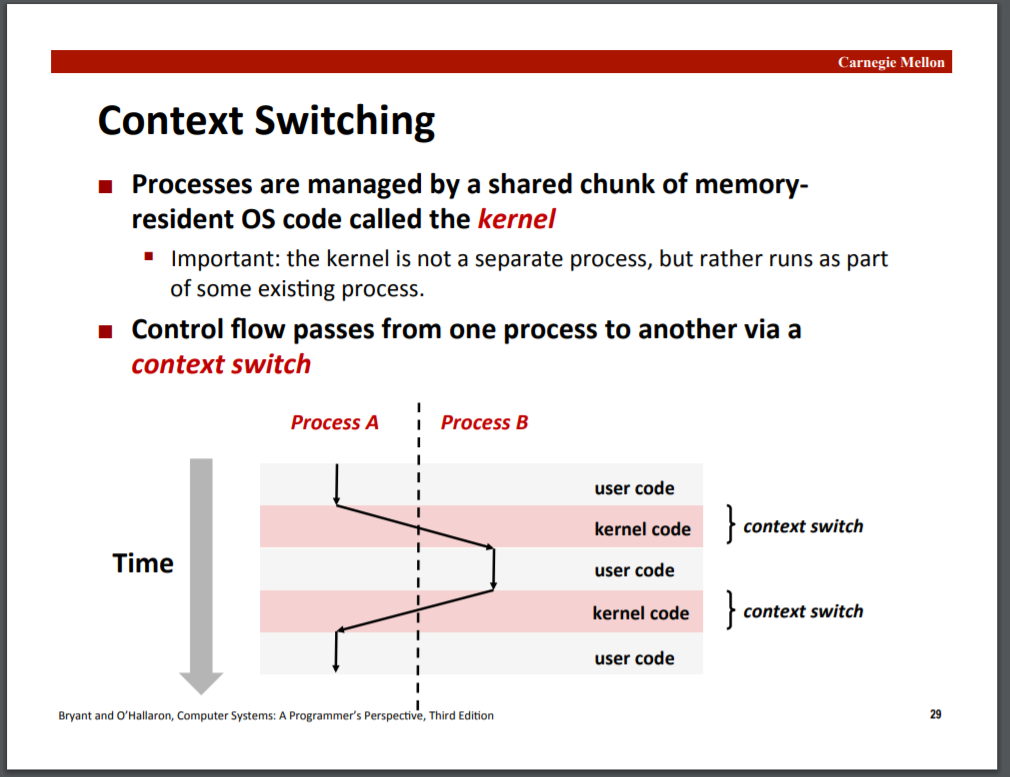 Carnegie Mellon
Context Switching
Processes are managed by a shared chunk of memory-
resident OS code called the kernel
Important: the kernel is not a separate process, but rather runs as part
of some existing process.
Control flow passes from one process to another via a
context switch
Process A
Process B
user code
kernel code
context switch
Time
user code
kernel code
context switch
user code
Bryant and O'Hallaron, Computer Systems: A Programmer's Perspective, Third Edition
29